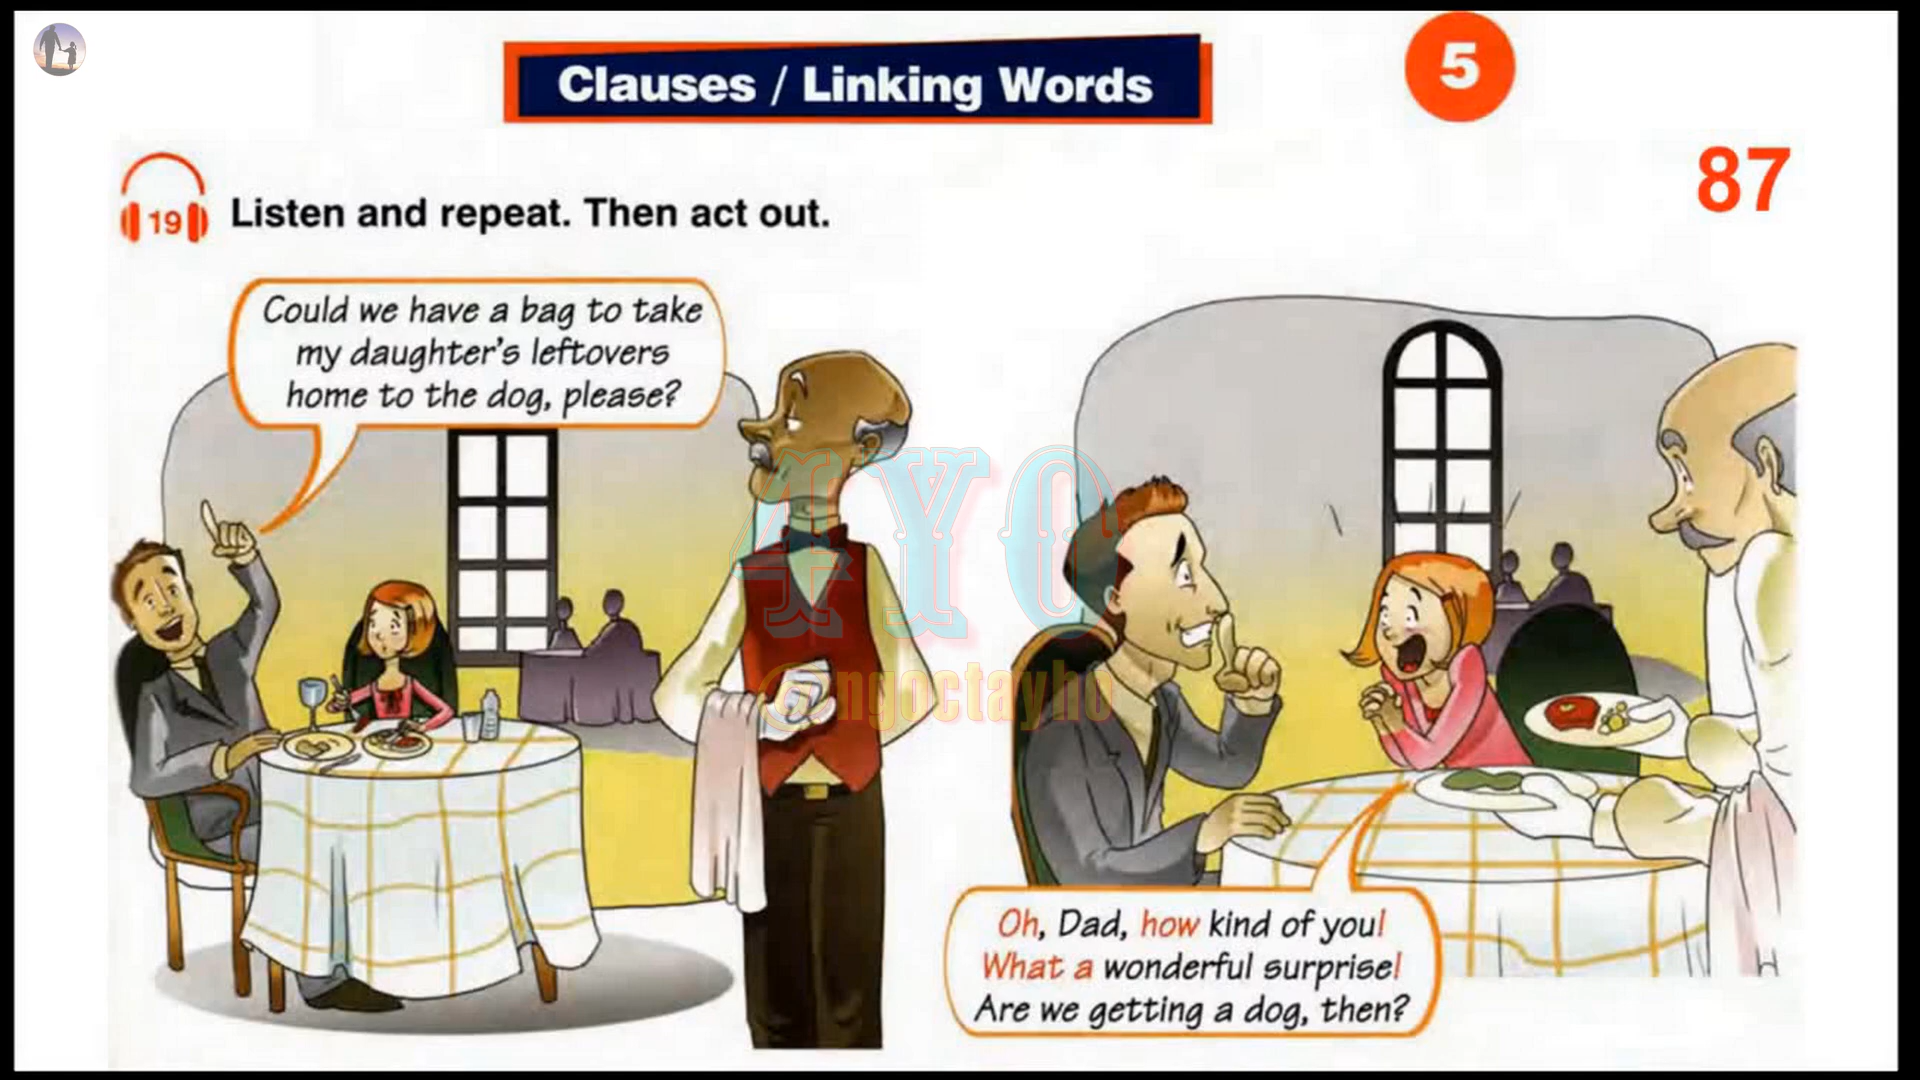 Clauses / Linking Words
5
87
19
Listen and repeat. Then act out.
Could we have a bag to take
my daughter's leftovers
home to the dog, please?
4YO
@ngoctayho
Oh, Dad, how kind of you!
What a wonderful surprise!
Are we getting a dog, then?